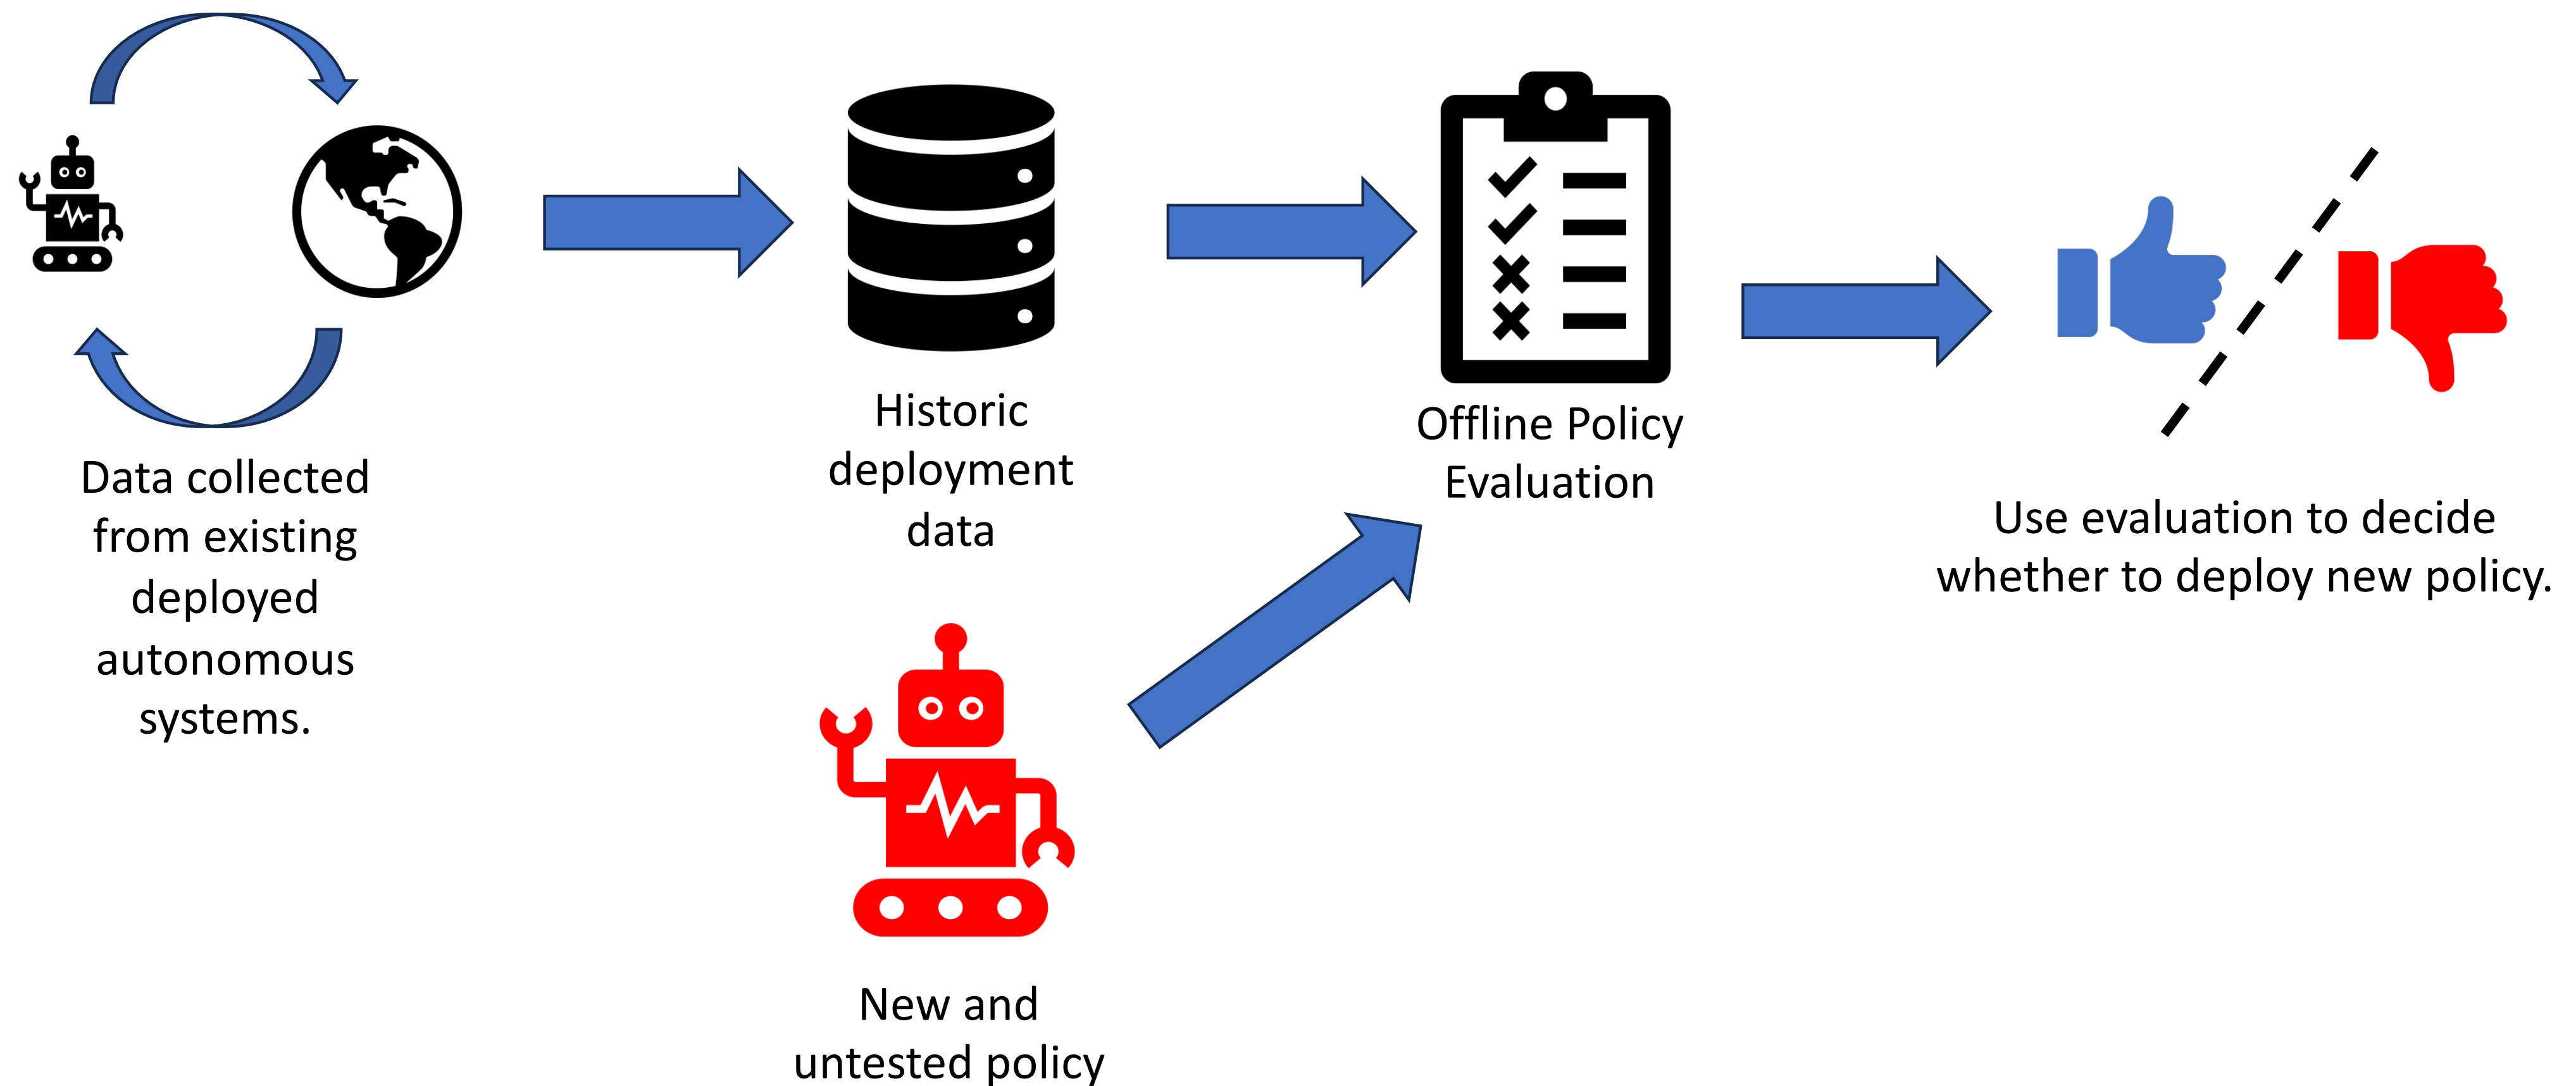 Data collected
from existing
deployed
autonomous
systems.
Historic
deployment
data
New and
untested policy
Offline Policy
Evaluation
Use evaluation to decide
whether to deploy new policy.